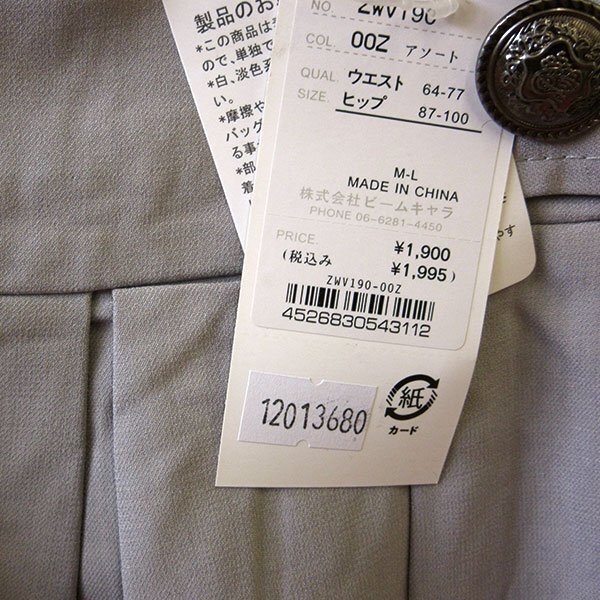 製品のお
*この商品は
ので、単独で
*白、淡色系
い。
*摩擦や
バッグ
る事
*部
着
NO. ZWV190
COL. 00Z アソート
QUAL. ウエスト 64-77
SIZE. ヒップ 87-100
M-L
MADE IN CHINA
株式会社ビームキャラ
PHONE 06-6281-4450
やす
PRICE. ¥1,900
(税込み ¥1,995)
ZWV190-00Z
4526830543112
12013680
紙
カード